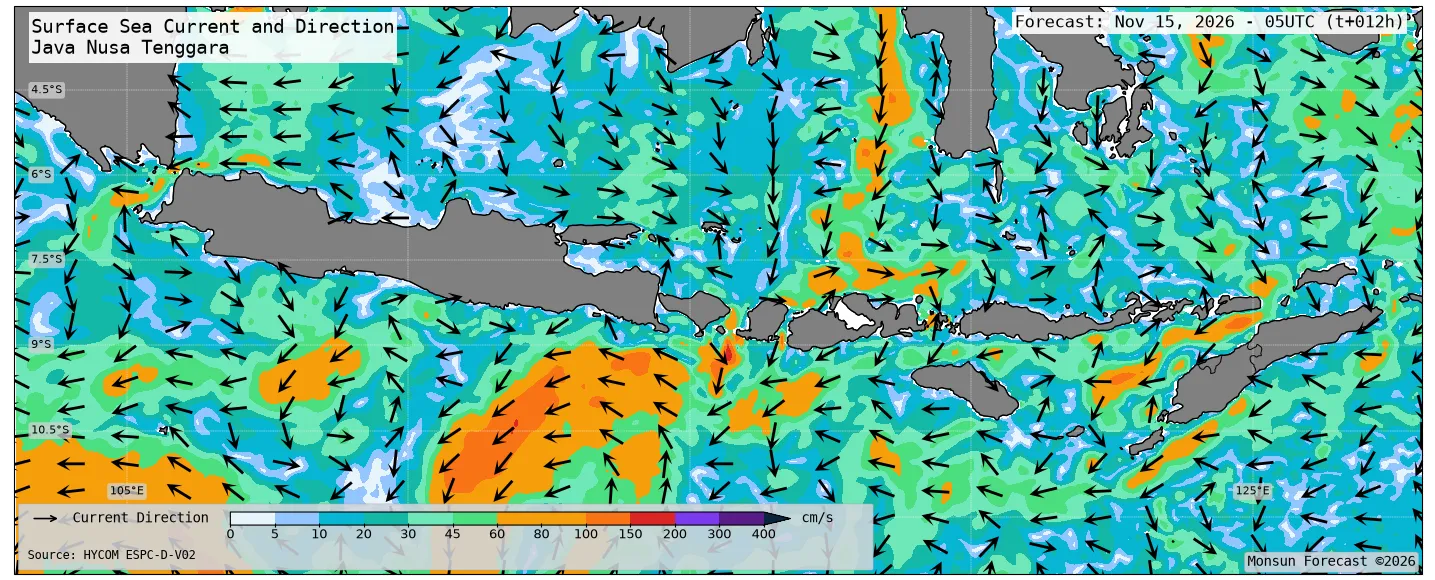 Surface Sea Current and Direction
Java Nusa Tenggara
Forecast: Nov 15, 2026 - 05UTC (t+012h)
4.5°S
6°S
7.5°S
9°S
10.5°S
105°E
125°E
Current Direction
0 5 10 20 30 45 60 80 100 150 200 300 400
cm/s
Source: HYCOM ESPC-D-V02
Monsun Forecast ©2026